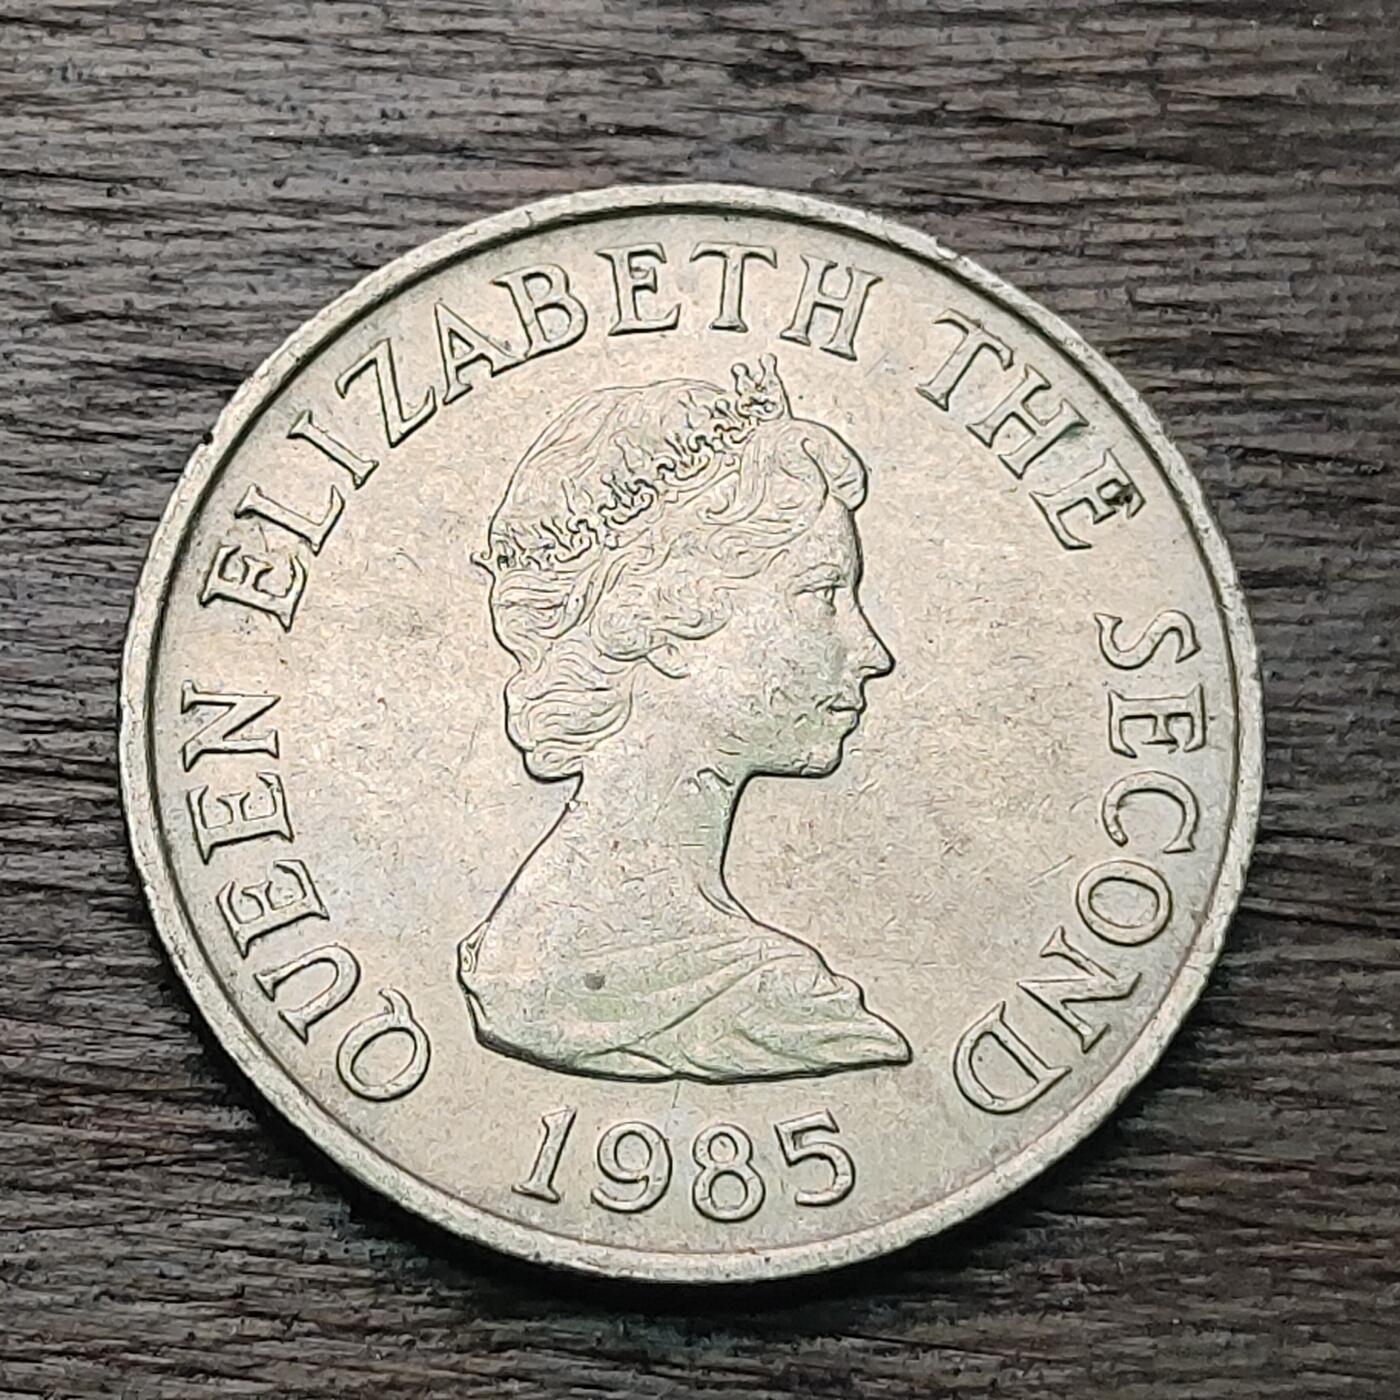 QUEEN ELIZABETH THE SECOND
1985